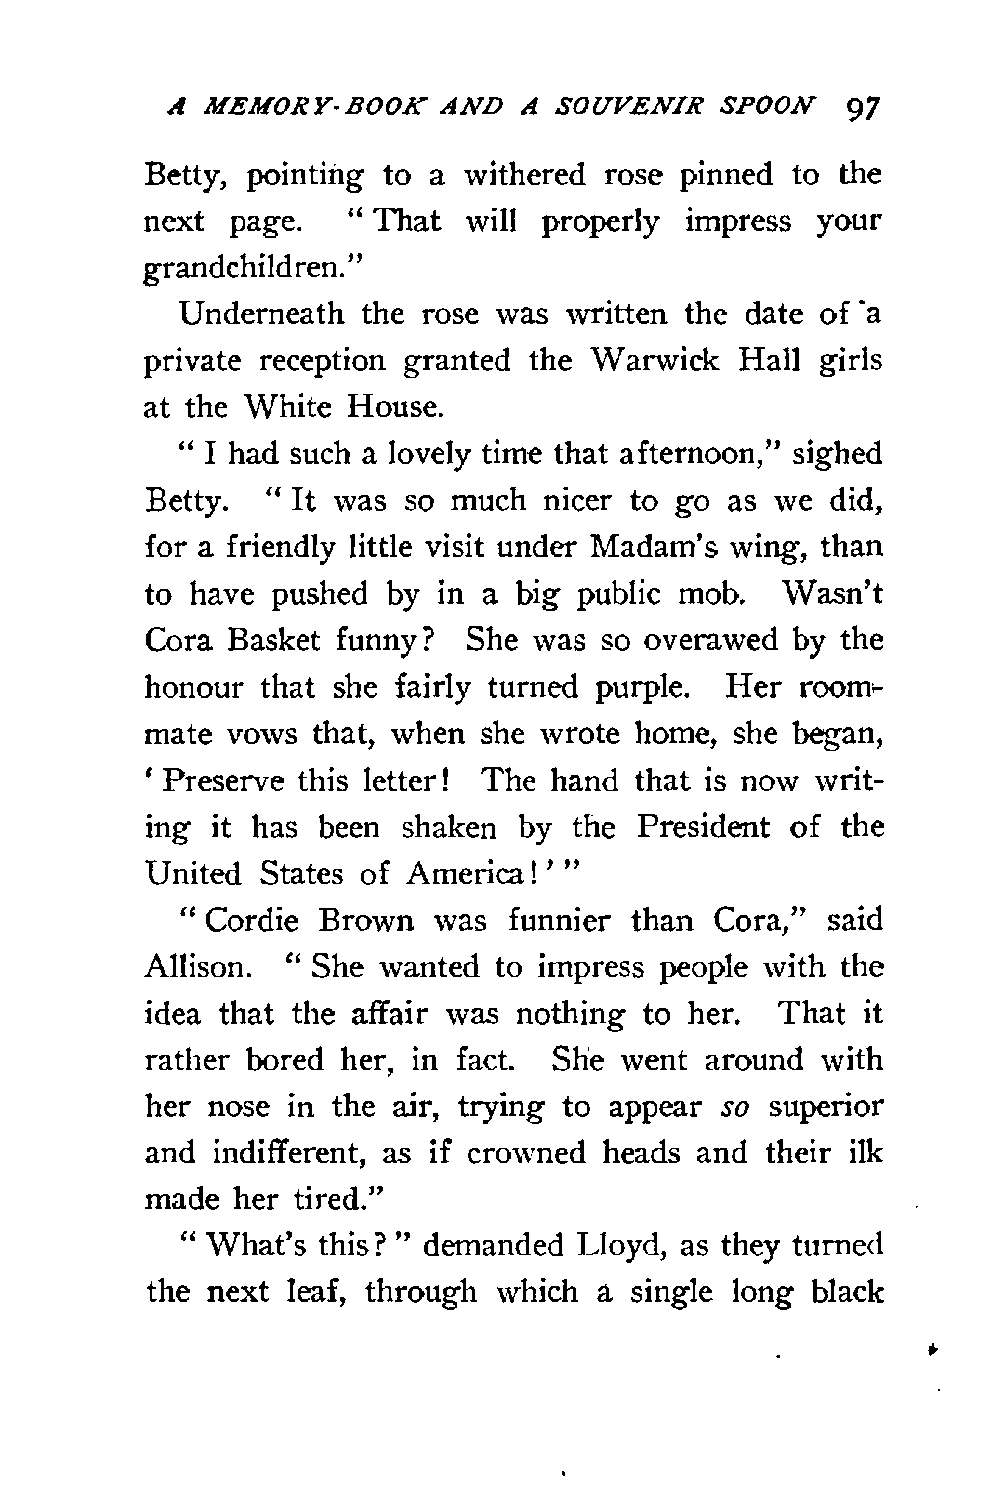 A MEMORY-BOOK AND A SOUVENIR SPOON 97
Betty, pointing to a withered rose pinned to the
next page. " That will properly impress your
grandchildren."
Underneath the rose was written the date of a
private reception granted the Warwick Hall girls
at the White House.
" I had such a lovely time that afternoon," sighed
Betty. " It was so much nicer to go as we did,
for a friendly little visit under Madam's wing, than
to have pushed by in a big public mob. Wasn't
Cora Basket funny? She was so overawed by the
honour that she fairly turned purple. Her room-
mate vows that, when she wrote home, she began,
' Preserve this letter! The hand that is now writ-
ing it has been shaken by the President of the
United States of America!' "
" Cordie Brown was funnier than Cora," said
Allison. " She wanted to impress people with the
idea that the affair was nothing to her. That it
rather bored her, in fact. She went around with
her nose in the air, trying to appear so superior
and indifferent, as if crowned heads and their ilk
made her tired."
" What's this? " demanded Lloyd, as they turned
the next leaf, through which a single long black